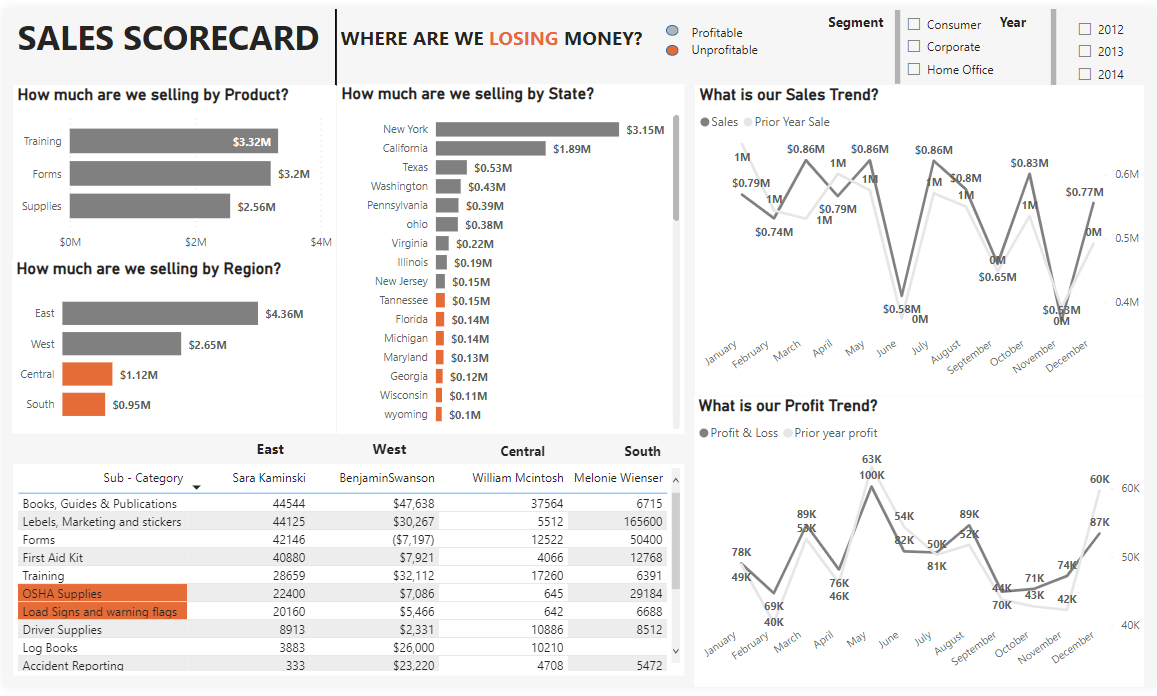 SALES SCORECARD
WHERE ARE WE LOSING MONEY?
Profitable
Unprofitable
Segment
Consumer
Corporate
Home Office
Year
2012
2013
2014
How much are we selling by Product?
Training $3.32M
Forms $3.2M
Supplies $2.56M
$0M $2M $4M
How much are we selling by Region?
East $4.36M
West $2.65M
Central $1.12M
South $0.95M
How much are we selling by State?
New York $3.15M
California $1.89M
Texas $0.53M
Washington $0.43M
Pennsylvania $0.39M
ohio $0.38M
Virginia $0.22M
Illinois $0.19M
New Jersey $0.15M
Tannessee $0.15M
Florida $0.14M
Michigan $0.14M
Maryland $0.13M
Georgia $0.12M
Wisconsin $0.11M
wyoming $0.1M
What is our Sales Trend?
Sales Prior Year Sale
1M $0.86M 1M $0.86M $0.86M $0.83M
$0.79M 1M 1M 1M $0.8M 0.6M
1M 1M $0.77M
$0.74M 1M $0.79M 0M 0.5M
0M
$0.65M
0.4M
$0.58M 0M $0.53M
0M
January February March April May June July August September October November December
What is our Profit Trend?
Profit & Loss Prior year profit
63K
100K 60K 60K
89K 53K 54K 89K 87K
82K 50K 52K
78K 81K 50K
49K 76K 44K 71K 74K
69K 46K 70K 43K 42K
40K 40K
January February March April May June July August September October November December
East West Central South
Sub - Category Sara Kaminski BenjaminSwanson William Mcintosh Melonie Wienser
Books, Guides & Publications 44544 $47,638 37564 6715
Lebels, Marketing and stickers 44125 $30,267 5512 165600
Forms 42146 ($7,197) 12522 50400
First Aid Kit 40880 $7,921 4066 12768
Training 28659 $32,112 17260 6391
OSHA Supplies 22400 $7,086 645 29184
Load Signs and warning flags 20160 $5,466 642 6688
Driver Supplies 8913 $2,331 10886 8512
Log Books 3883 $26,000 10210
Accident Reporting 333 $23,220 4708 5472